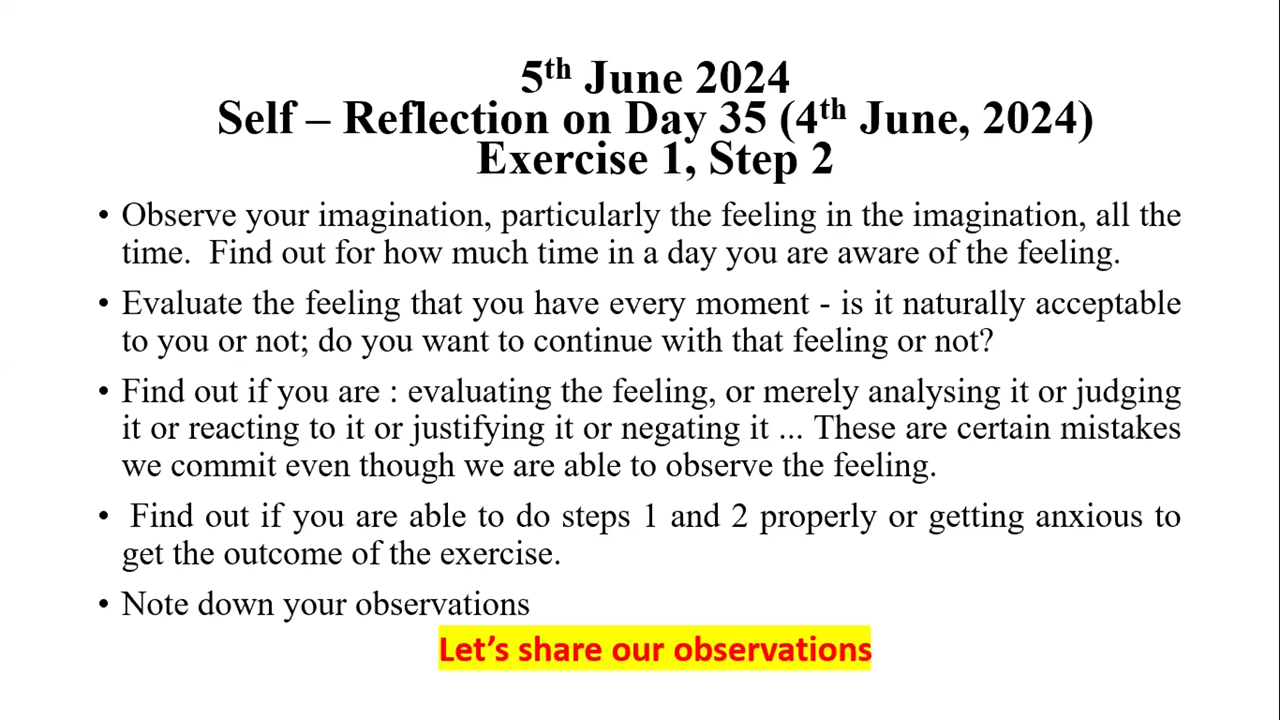 5th June 2024
Self – Reflection on Day 35 (4th June, 2024)
Exercise 1, Step 2
• Observe your imagination, particularly the feeling in the imagination, all the
time.  Find out for how much time in a day you are aware of the feeling.
• Evaluate the feeling that you have every moment - is it naturally acceptable
to you or not; do you want to continue with that feeling or not?
• Find out if you are : evaluating the feeling, or merely analysing it or judging
it or reacting to it or justifying it or negating it ... These are certain mistakes
we commit even though we are able to observe the feeling.
• Find out if you are able to do steps 1 and 2 properly or getting anxious to
get the outcome of the exercise.
• Note down your observations
Let’s share our observations